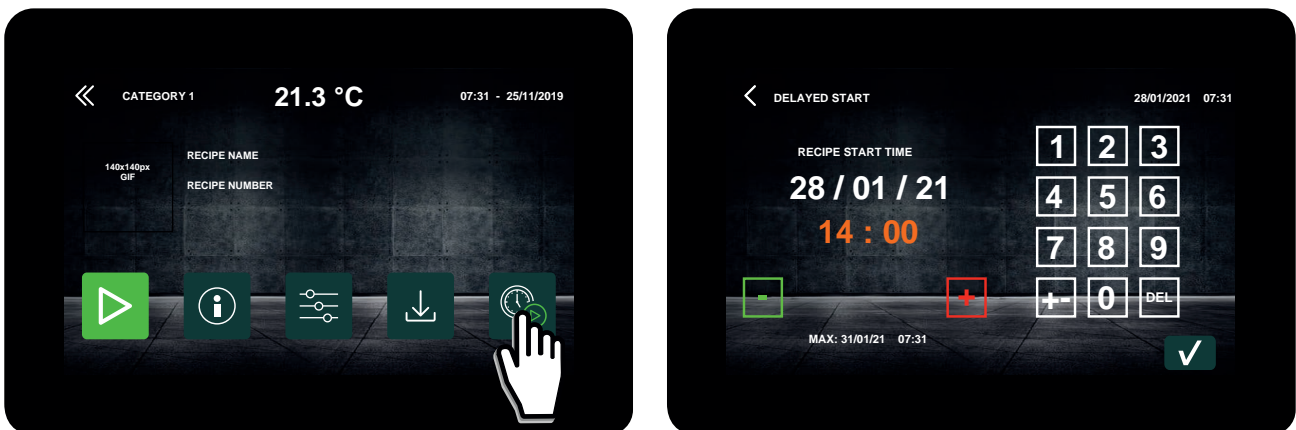 CATEGORY 1 21.3 °C 07:31 - 25/11/2019
140x140px
GIF
RECIPE NAME
RECIPE NUMBER
DELAYED START 28/01/2021 07:31
RECIPE START TIME
28 / 01 / 21
14 : 00
- +
MAX: 31/01/21 07:31
1 2 3
4 5 6
7 8 9
+- 0 DEL